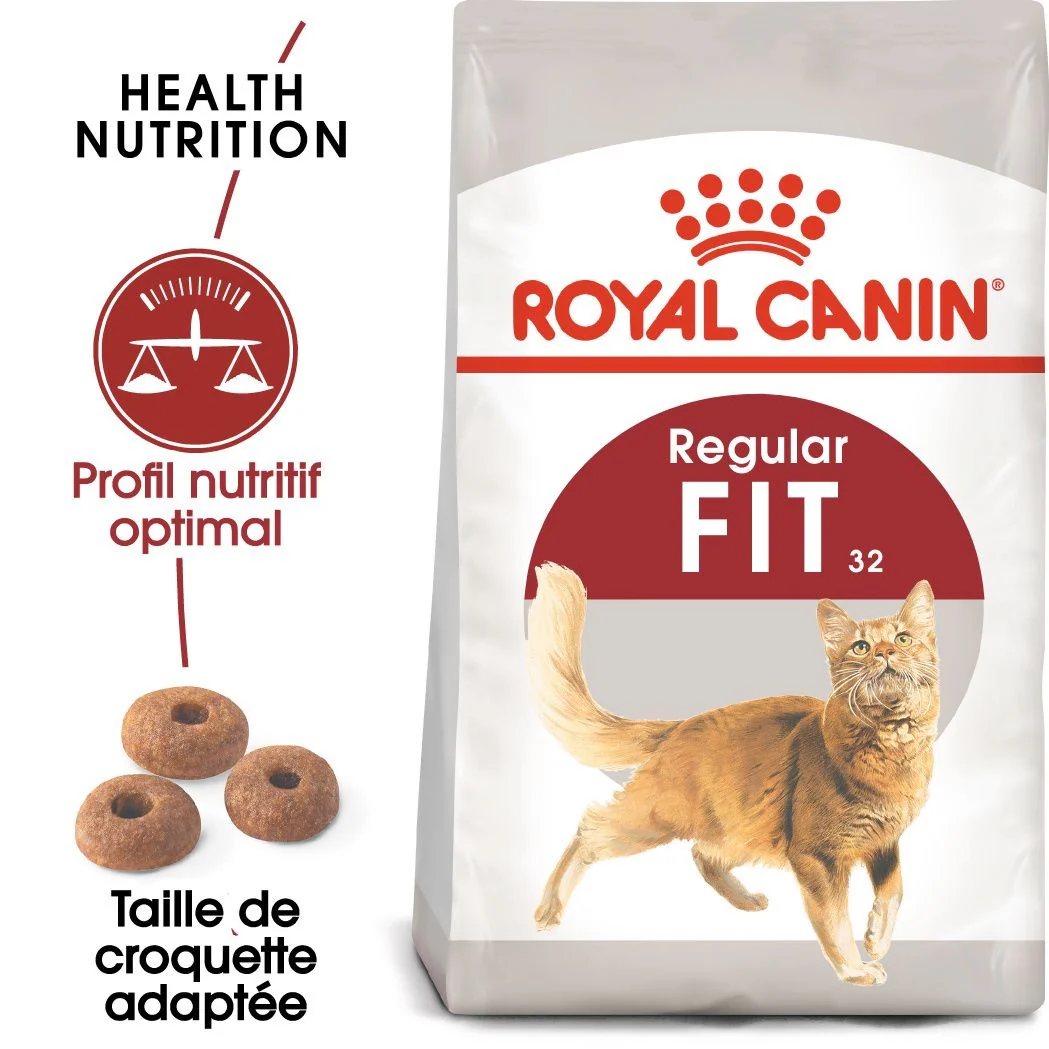 HEALTH
NUTRITION
Profil nutritif
optimal
Taille de
croquette
adaptée
ROYAL CANIN®
Regular
FIT 32